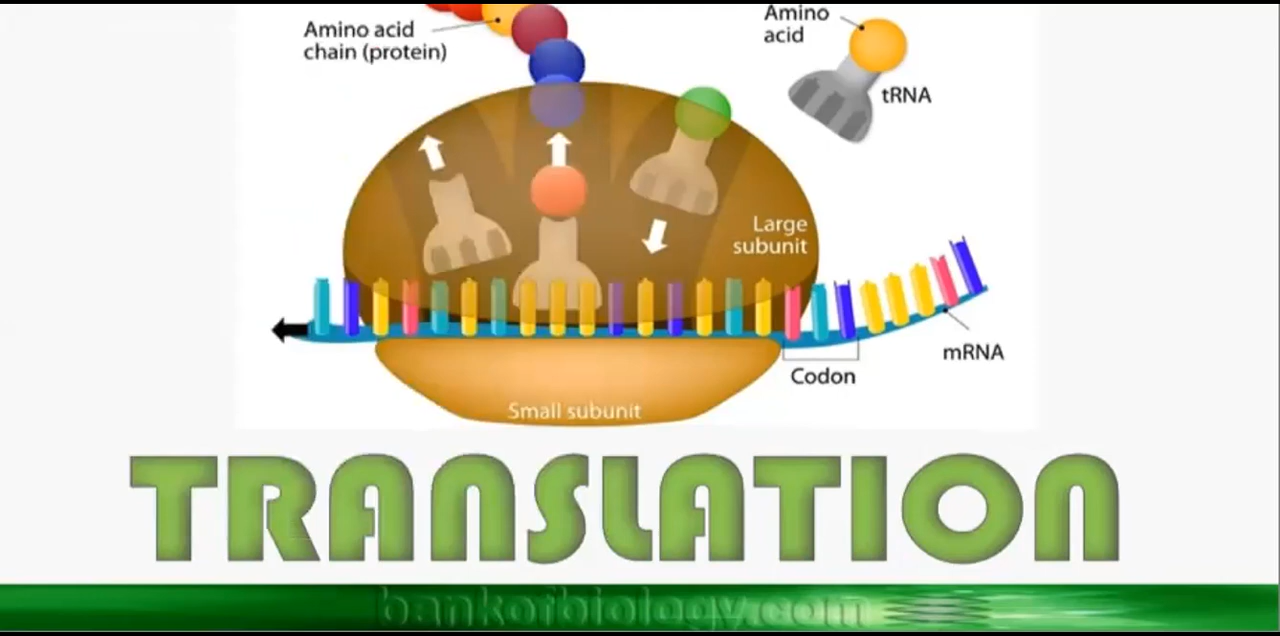 Amino acid
chain (protein)
Amino
acid
tRNA
Large
subunit
mRNA
Codon
Small subunit
TRANSLATION
bankofbiology.com